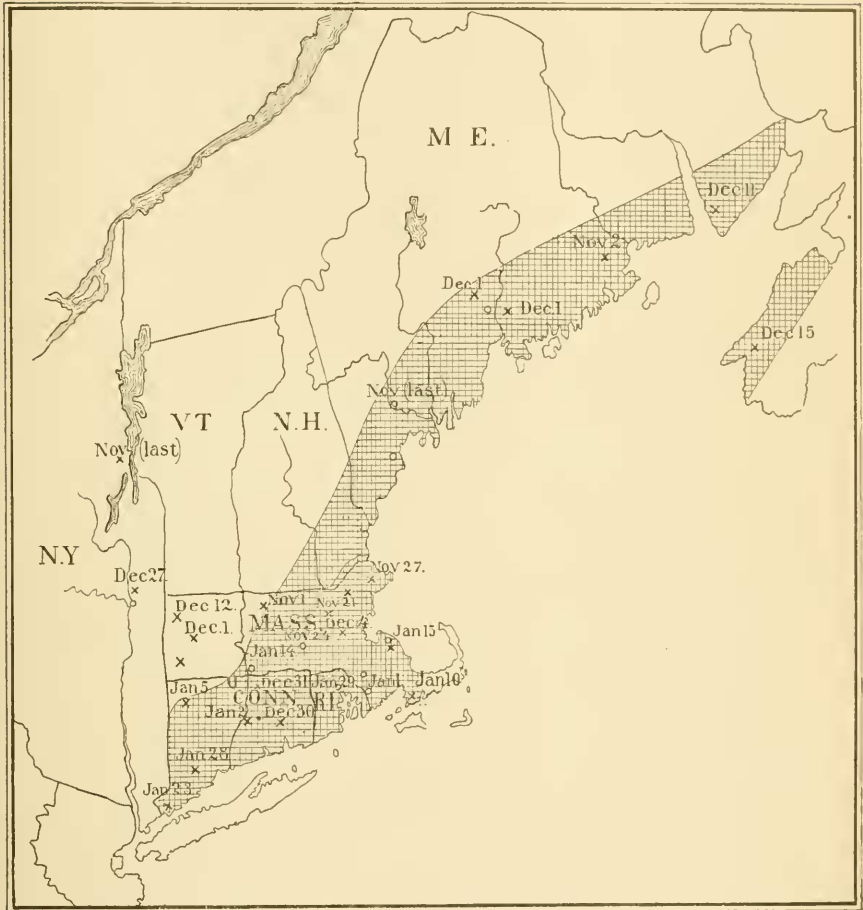 M E.
Dec 11
Nov 2
Dec.1
Dec.1
Dec 15
Nov (last)
VT
N.H.
Nov (last)
N.Y
Nov 27.
Dec 27.
Dec 12.
Nov 1
Nov 21
MASS.
Dec 4
Dec.1.
Nov 24
Jan 15
Jan 14
Jan 5
Dec 31
Jan 29
Jan 1
Jan 10
CONN
R I.
Jan 2
Dec 30
Jan 28
Jan 23